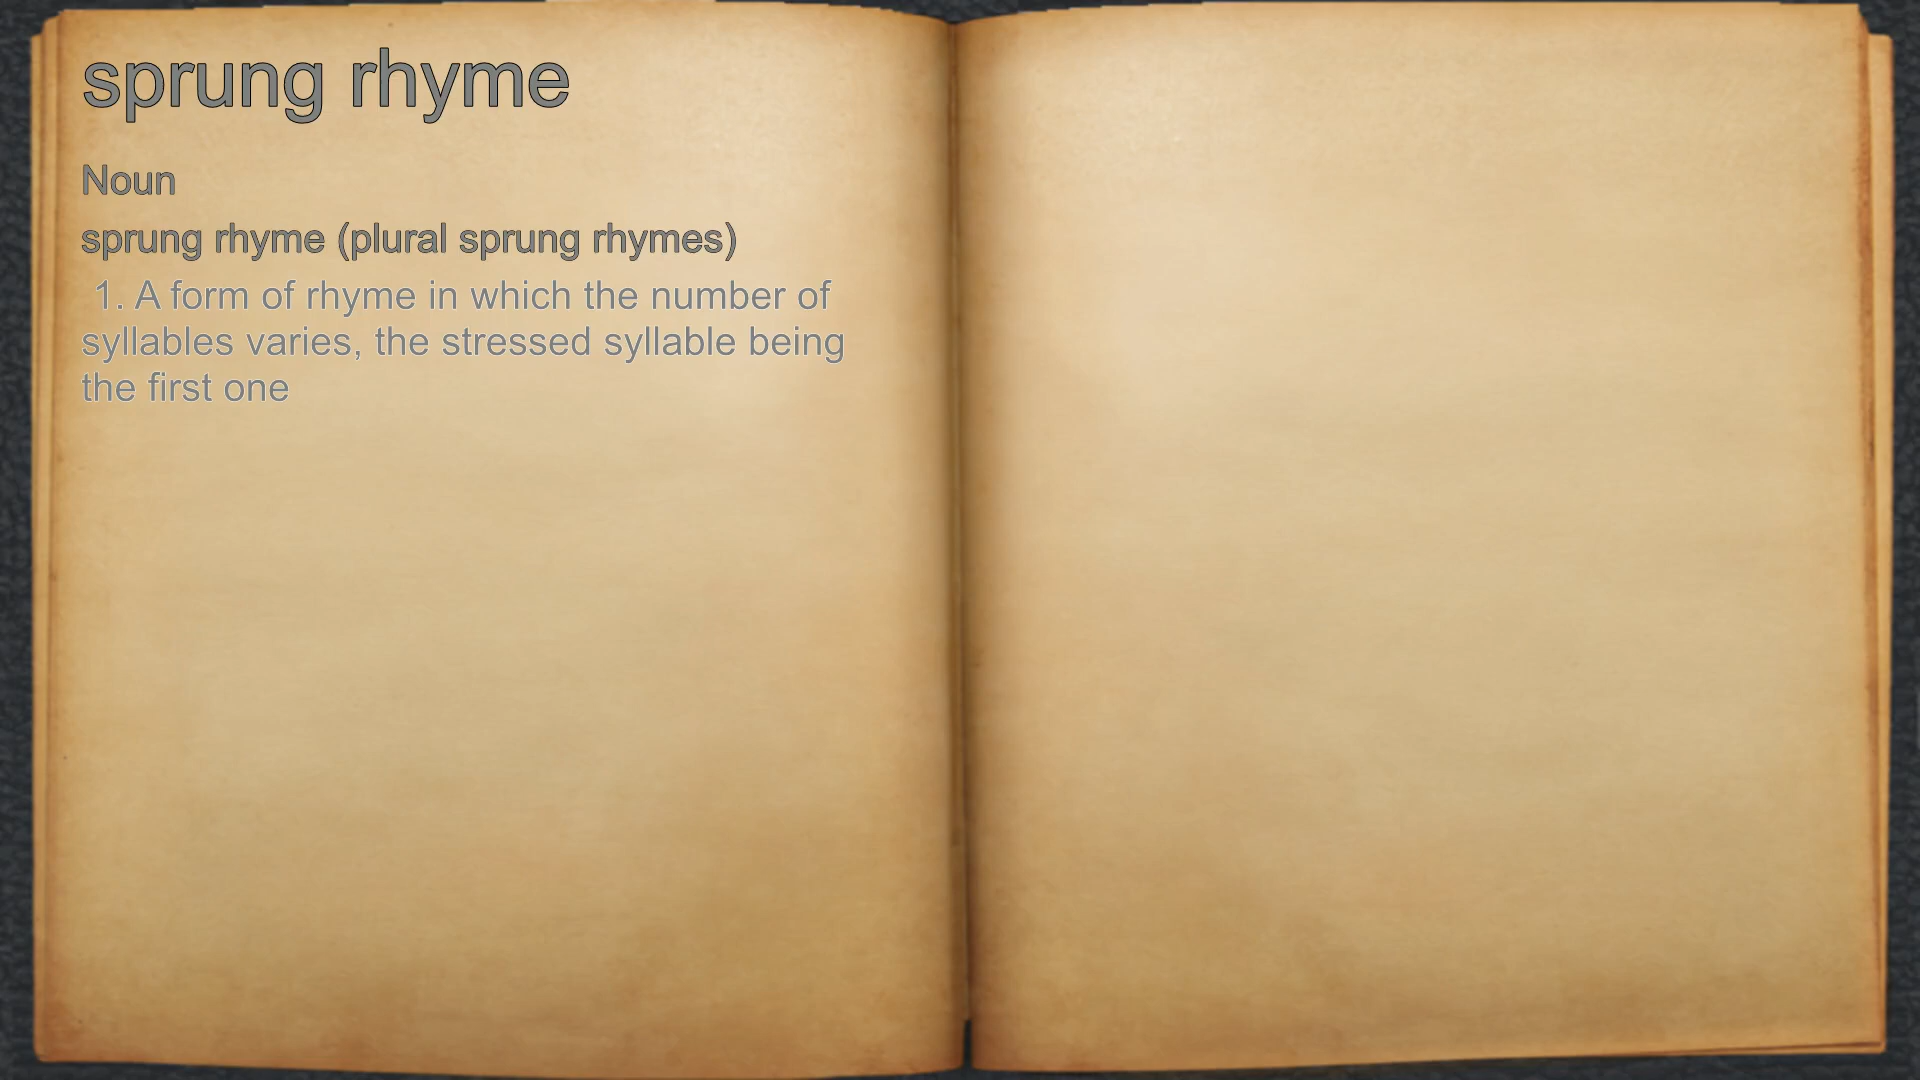 sprung rhyme
Noun
sprung rhyme (plural sprung rhymes)
1. A form of rhyme in which the number of
syllables varies, the stressed syllable being
the first one